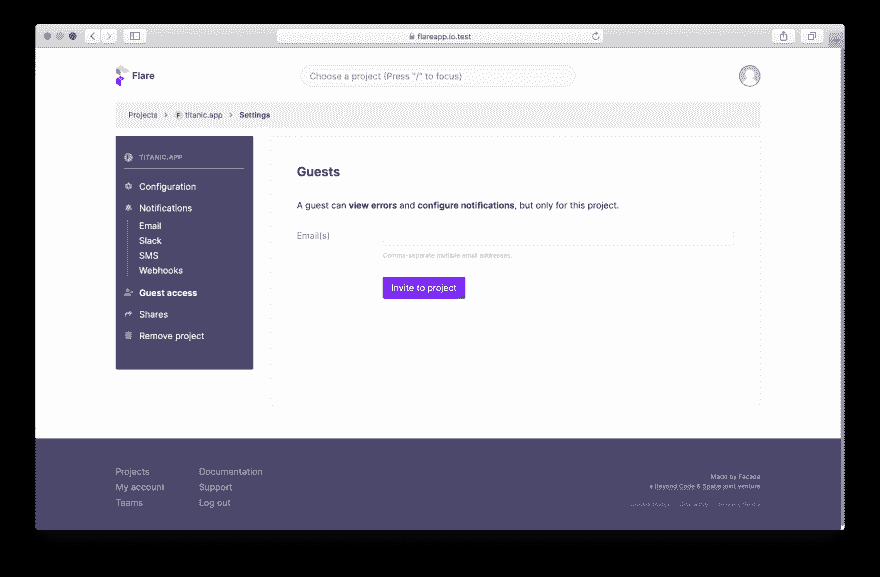 flareapp.io.test
Flare
Choose a project (Press "/" to focus)
Projects > F titanic.app > Settings
TITANIC.APP
Configuration
Notifications
Email
Slack
SMS
Webhooks
Guest access
Shares
Remove project
Guests
A guest can view errors and configure notifications, but only for this project.
Email(s)
Comma-separate multiple email addresses.
Invite to project
Projects
My account
Teams
Documentation
Support
Log out
Made by Facade
a Beyond Code & Spatie joint venture